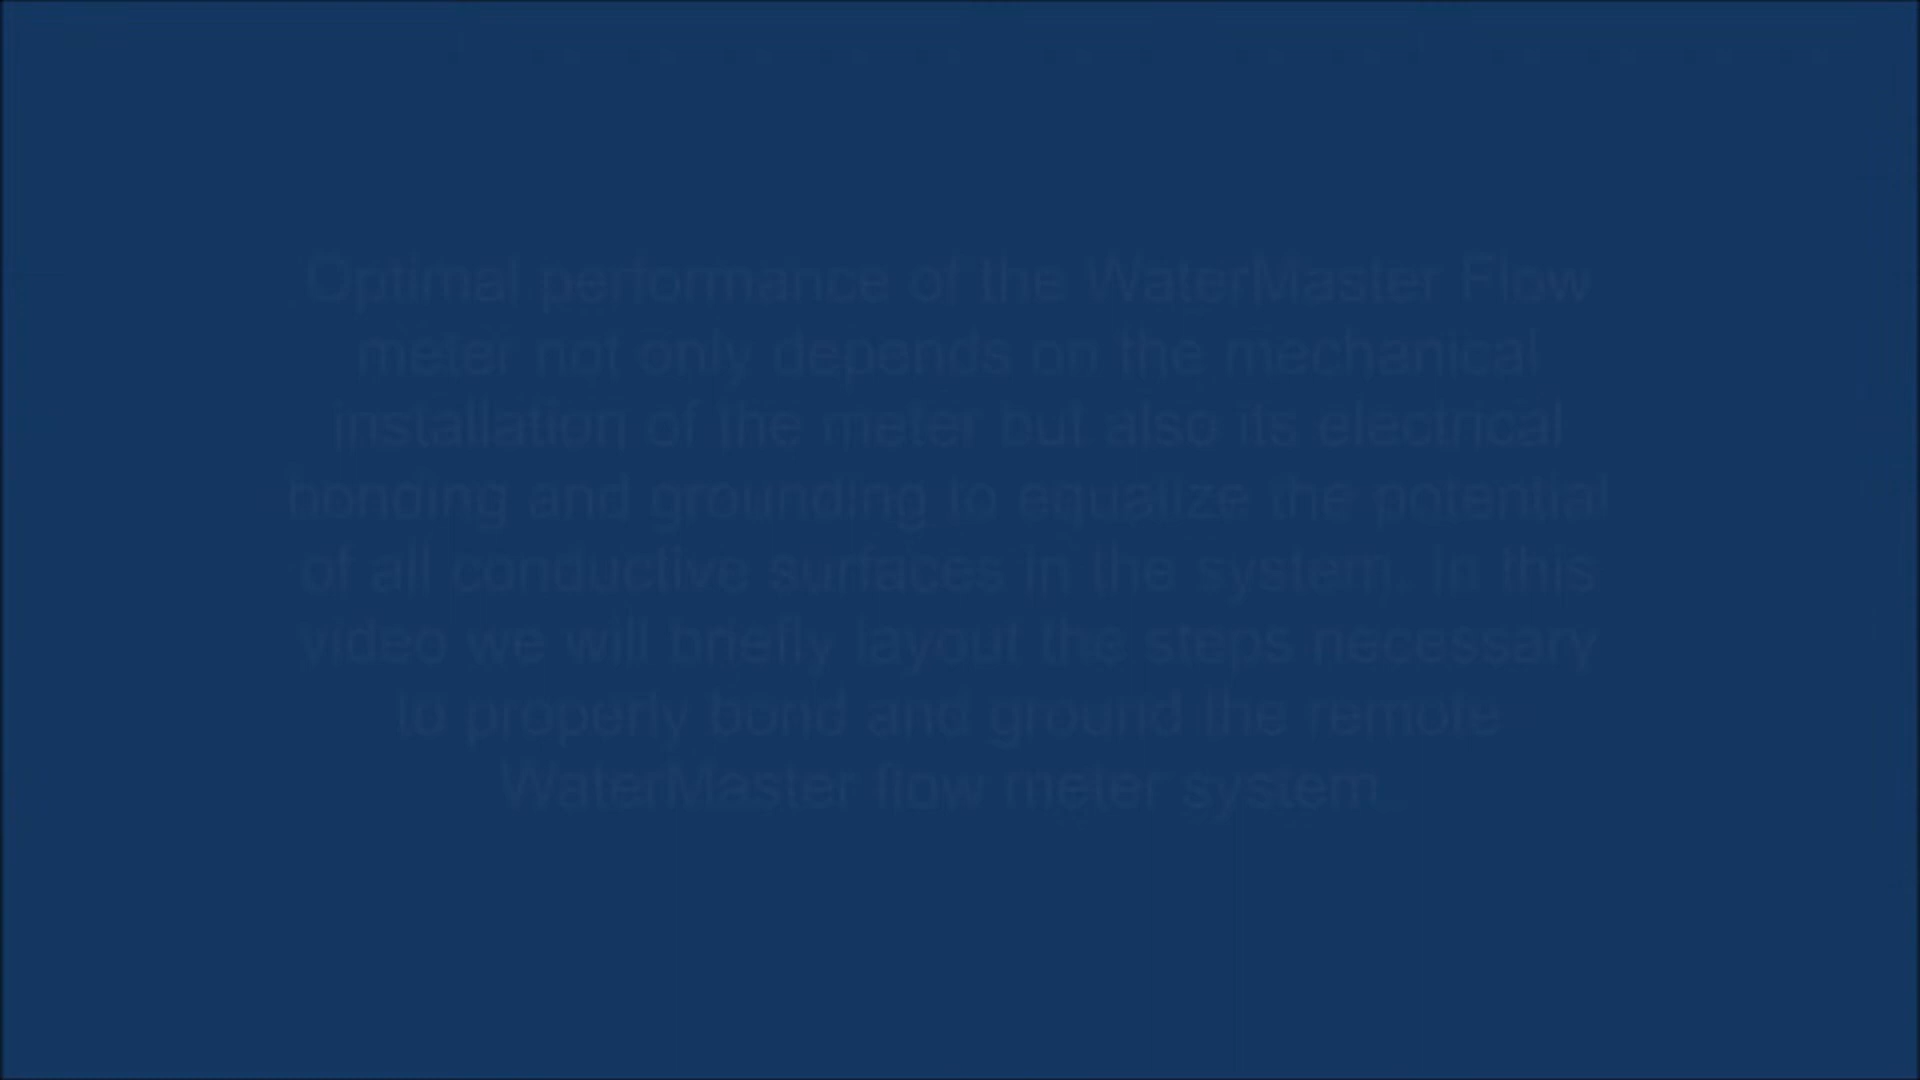 Optimal performance of the WaterMaster Flow
meter not only depends on the mechanical
installation of the meter but also its electrical
bonding and grounding to equalize the potential
of all conductive surfaces in the system. In this
video we will briefly layout the steps necessary
to properly bond and ground the remote
WaterMaster flow meter system.